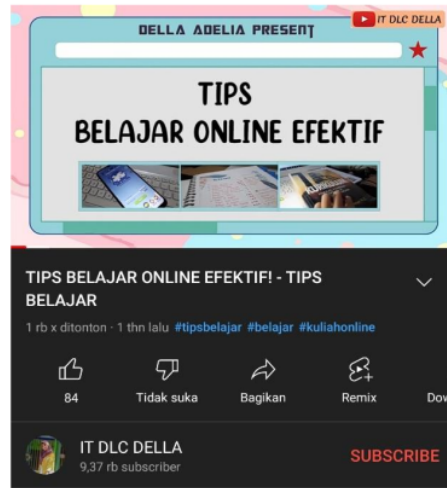 DELLA ADELIA PRESENT
IT DLC DELLA
TIPS
BELAJAR ONLINE EFEKTIF
TIPS BELAJAR ONLINE EFEKTIF! - TIPS
BELAJAR
1 rb x ditonton · 1 thn lalu #tipsbelajar #belajar #kuliahonline
84
Tidak suka
Bagikan
Remix
Dow
IT DLC DELLA
SUBSCRIBE
9,37 rb subscriber